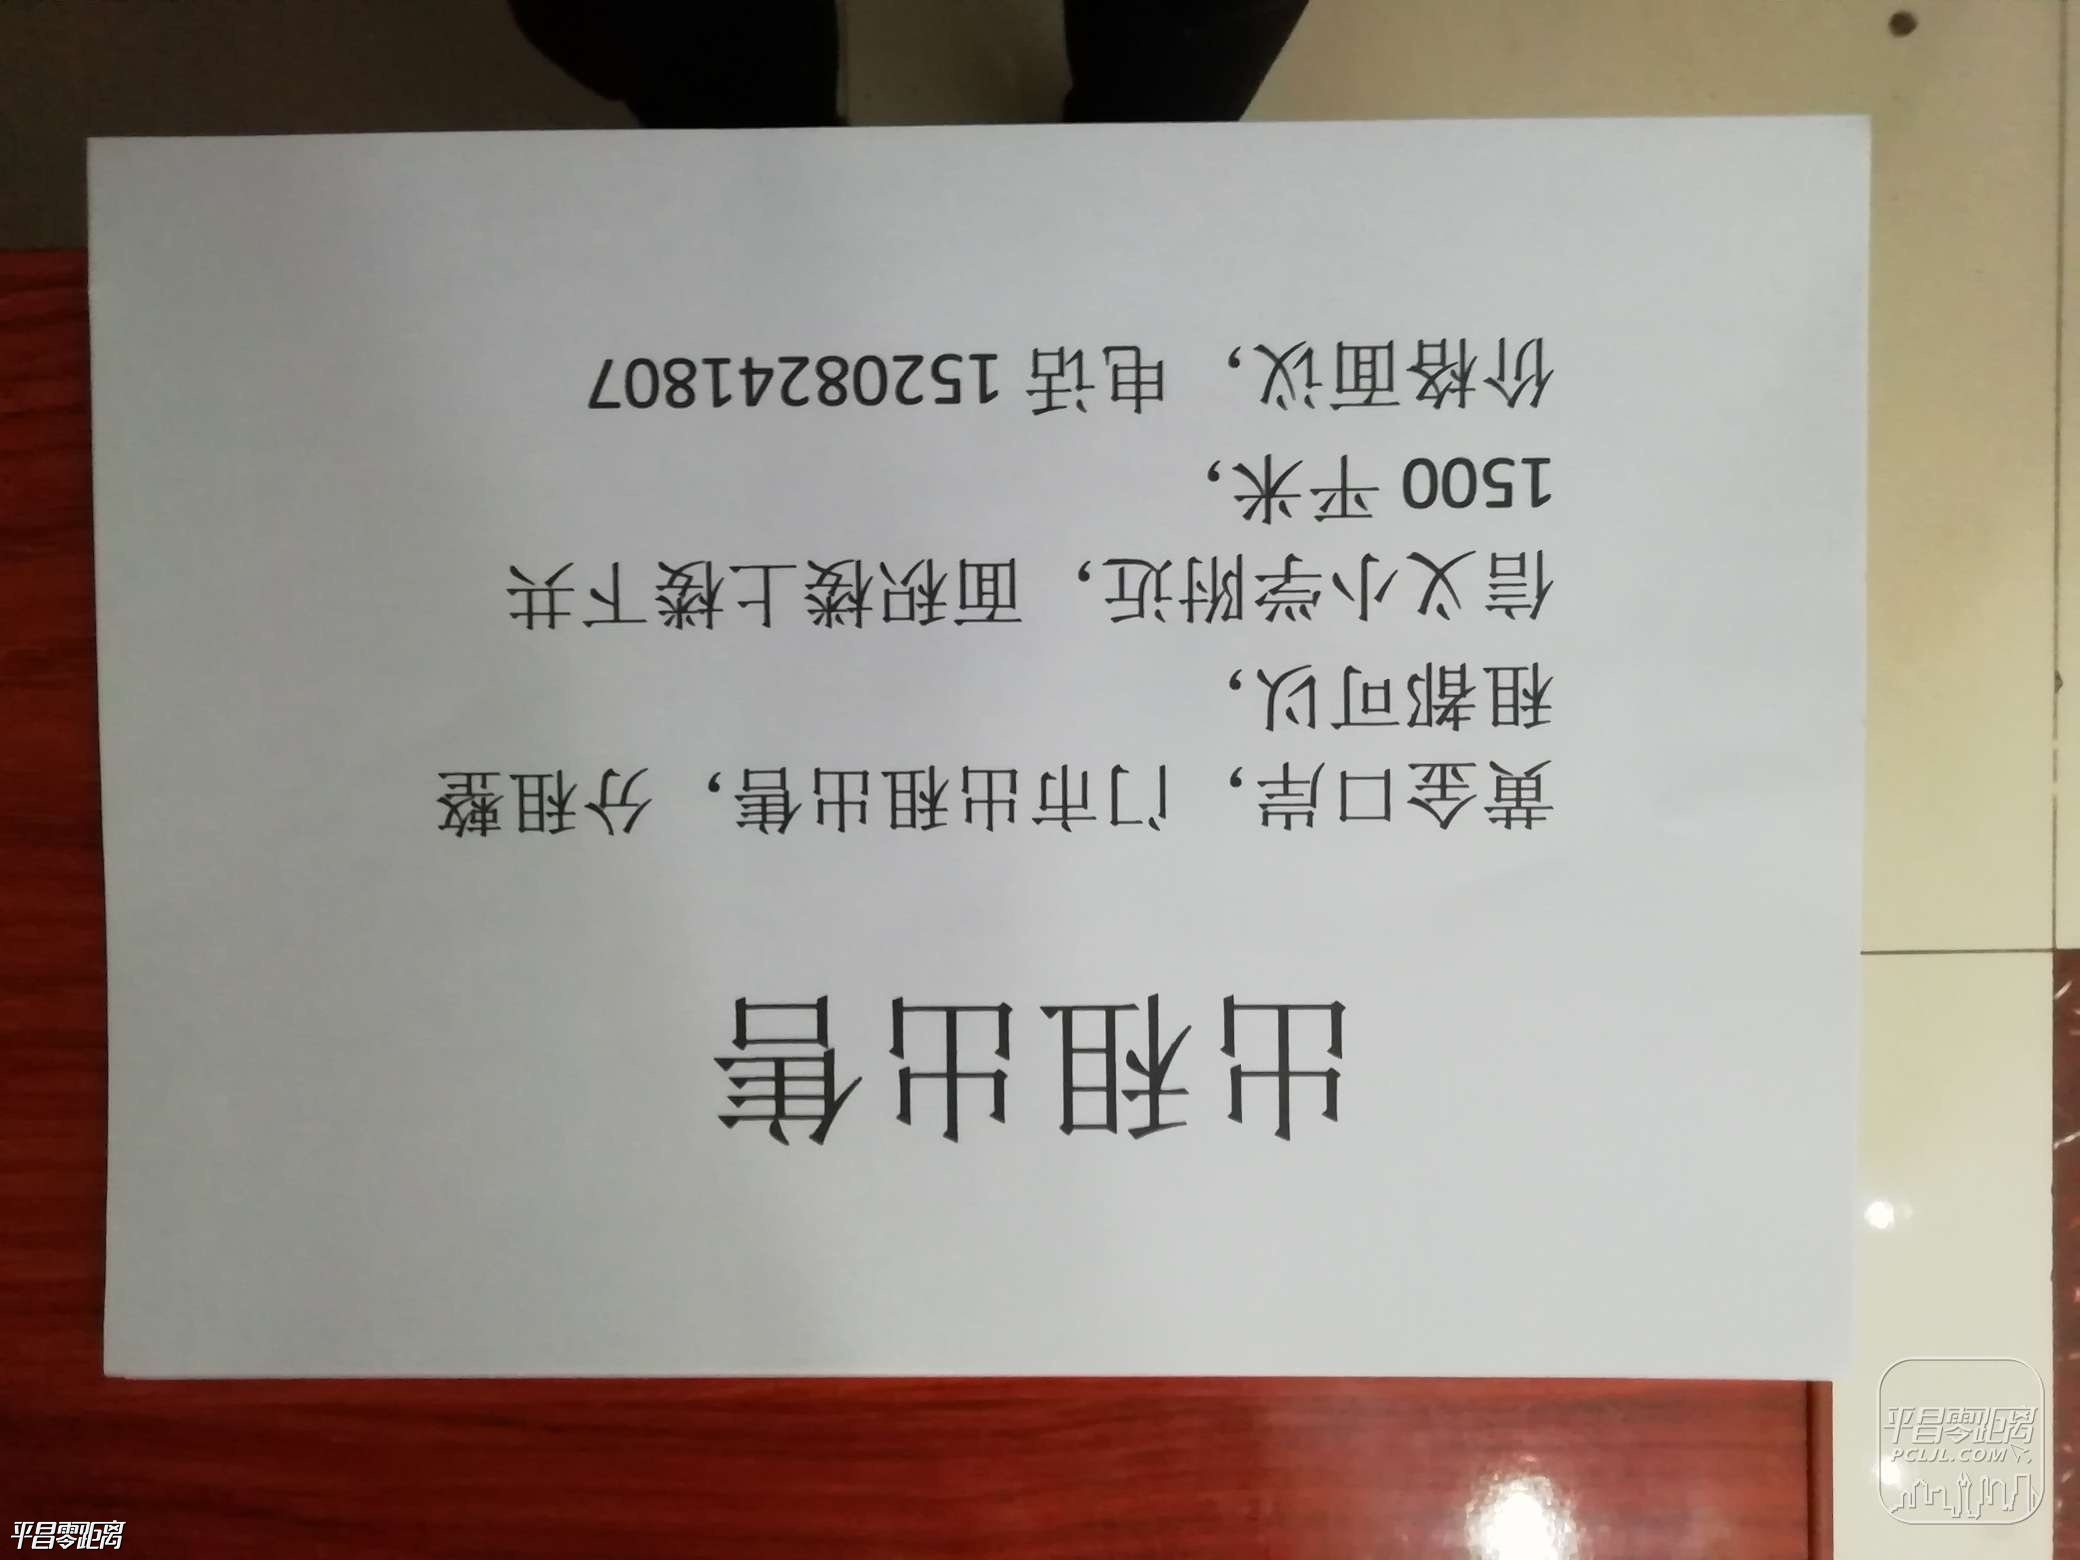 出租出售
黄金口岸，门市出租出售，分租整
租都可以，
信义小学附近，面积楼上楼下共
1500 平米，
价格面议，电话 15208241807
平昌零距离
PCLJL.COM
平昌零距离